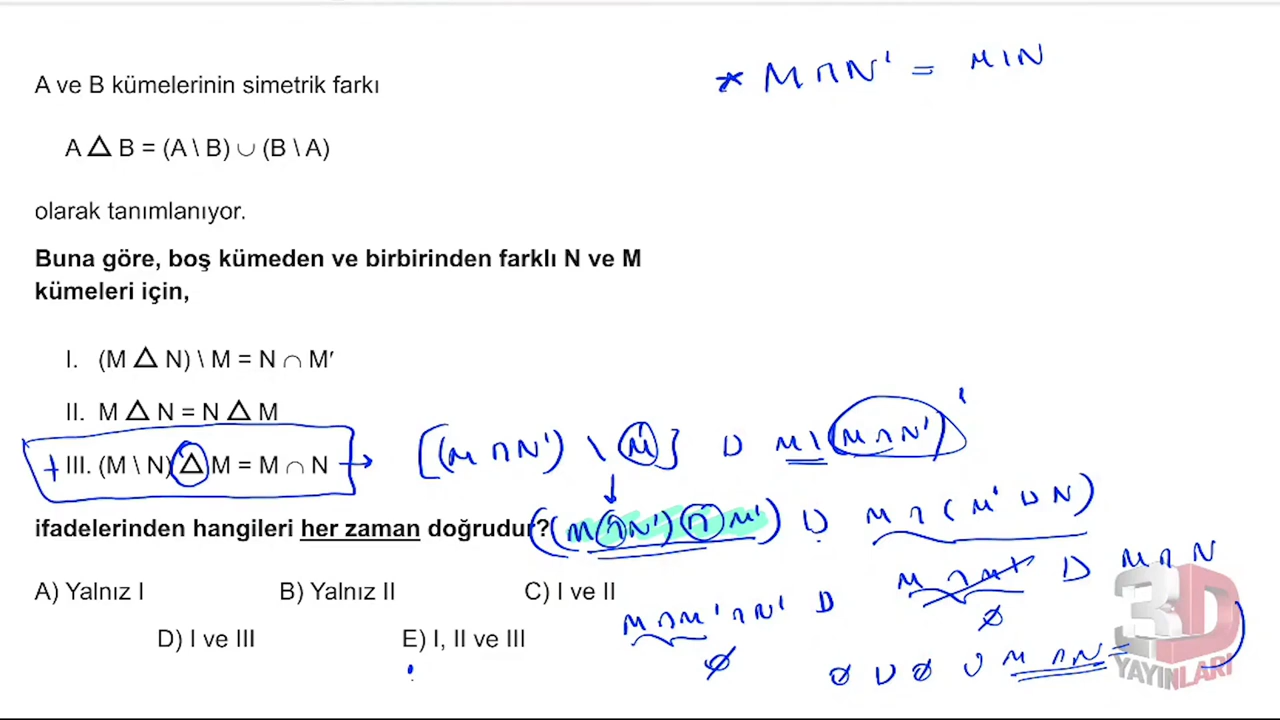 A ve B kümelerinin simetrik farkı
* M ∩ N' = M \ N
A △ B = (A \ B) ∪ (B \ A)
olarak tanımlanıyor.
Buna göre, boş kümeden ve birbirinden farklı N ve M
kümeleri için,
I. (M △ N) \ M = N ∩ M′
II. M △ N = N △ M
III. (M \ N) △ M = M ∩ N → [(M ∩ N') \ M] ∪ M \ (M ∩ N')'
ifadelerinden hangileri her zaman doğrudur?
((M ∩ N') ∩ M') ∪ M ∩ (M' ∪ N)
A) Yalnız I B) Yalnız II C) I ve II
M ∩ M' ∩ N' ∪ M ∩ M' ∪ M ∩ N
∅ ∅
D) I ve III E) I, II ve III
∅ ∪ ∅ ∪ M ∩ N =
3D
YAYINLARI